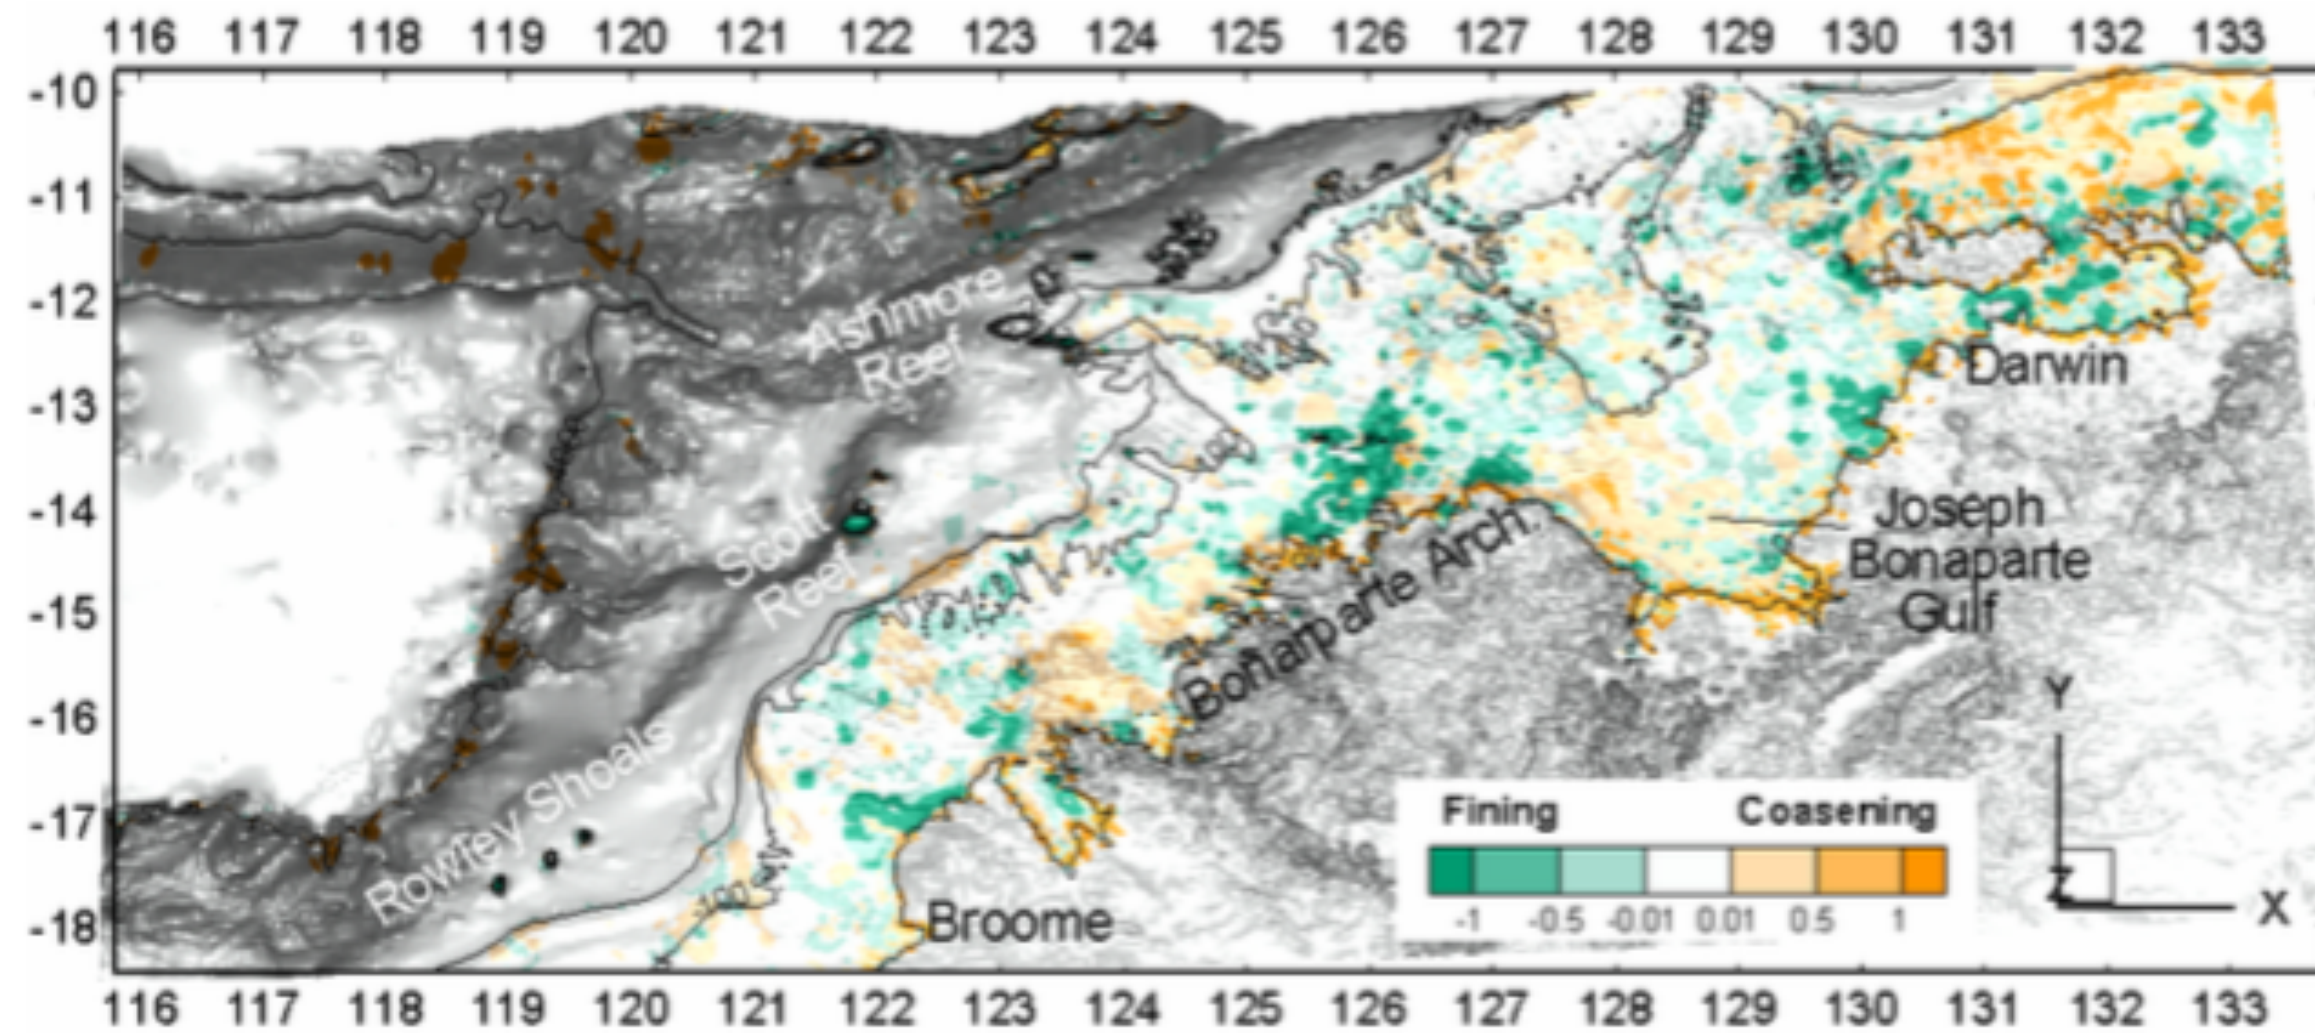 116 117 118 119 120 121 122 123 124 125 126 127 128 129 130 131 132 133
-10
-11
-12
-13
-14
-15
-16
-17
-18
Ashmore
Reef
Scott
Reef
Rowley Shoals
Darwin
Joseph
Bonaparte
Gulf
Bonarparte Arch.
Broome
-100
Fining Coasening
-1 -0.5 -0.01 0.01 0.5 1
Y
Z
X
116 117 118 119 120 121 122 123 124 125 126 127 128 129 130 131 132 133